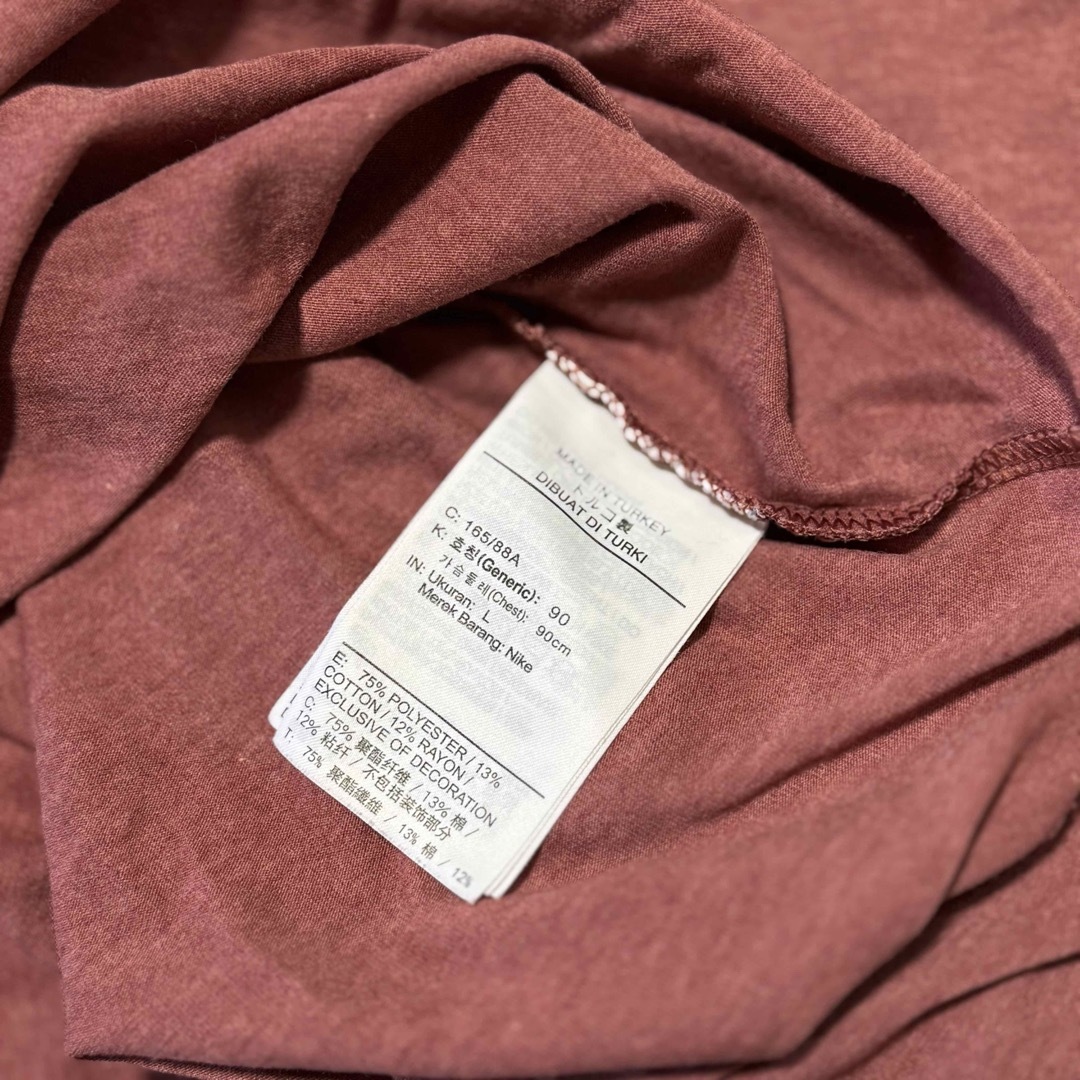 MADE IN TURKEY
トルコ製
DIBUAT DI TURKI
C: 165/88A
K: 호칭(Generic): 90
가슴둘레(Chest): 90cm
IN: Ukuran: L
Merek Barang: Nike
E: 75% POLYESTER / 13%
COTTON / 12% RAYON /
EXCLUSIVE OF DECORATION
C: 75% 聚酯纤维 / 13% 棉 /
12% 粘纤 / 不包括装饰部分
T: 75% 聚酯纖維 / 13% 棉 / 12%